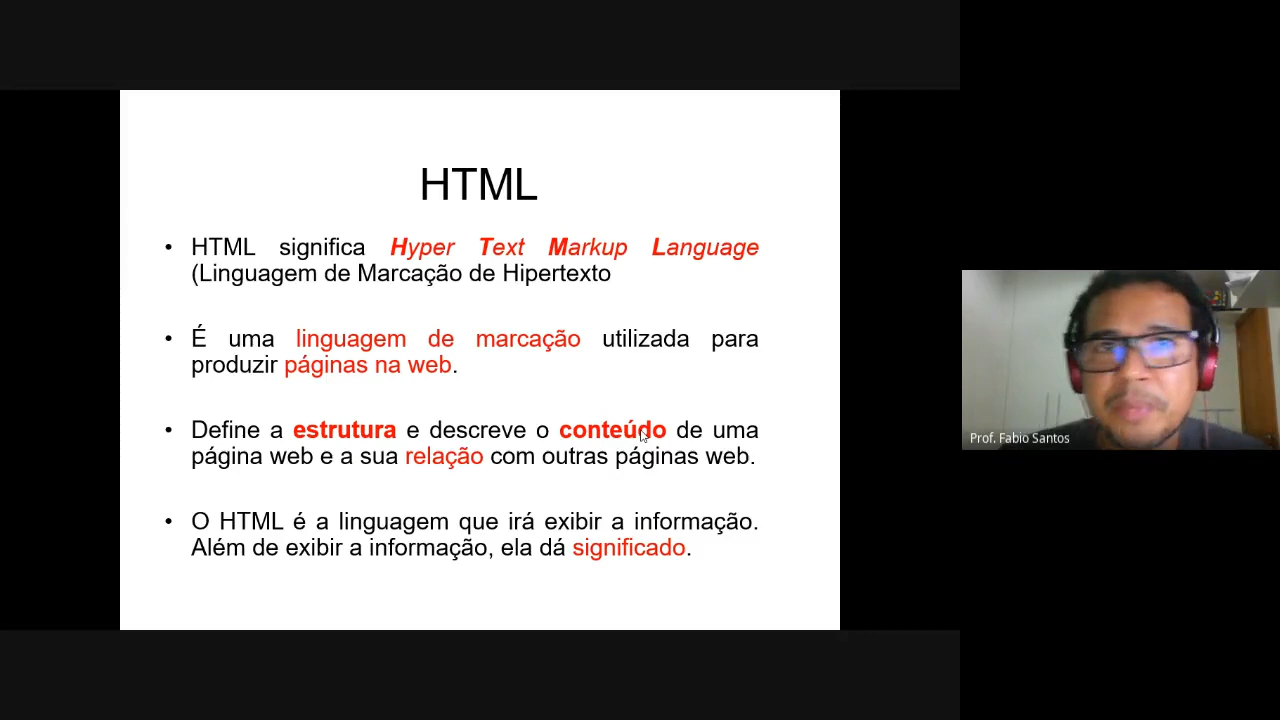 HTML
• HTML significa Hyper Text Markup Language
(Linguagem de Marcação de Hipertexto
• É uma linguagem de marcação utilizada para
produzir páginas na web.
• Define a estrutura e descreve o conteúdo de uma
página web e a sua relação com outras páginas web.
• O HTML é a linguagem que irá exibir a informação.
Além de exibir a informação, ela dá significado.
Prof. Fabio Santos